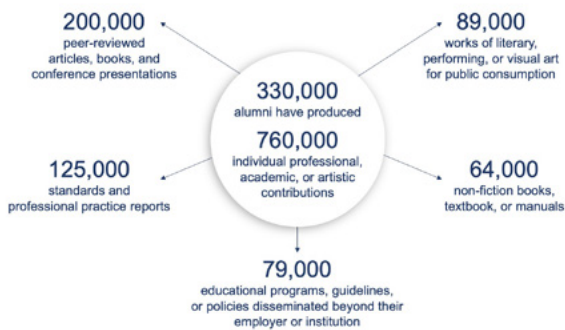 200,000
peer-reviewed
articles, books, and
conference presentations
89,000
works of literary,
performing, or visual art
for public consumption
330,000
alumni have produced
760,000
individual professional,
academic, or artistic
contributions
125,000
standards and
professional practice reports
64,000
non-fiction books,
textbook, or manuals
79,000
educational programs, guidelines,
or policies disseminated beyond their
employer or institution